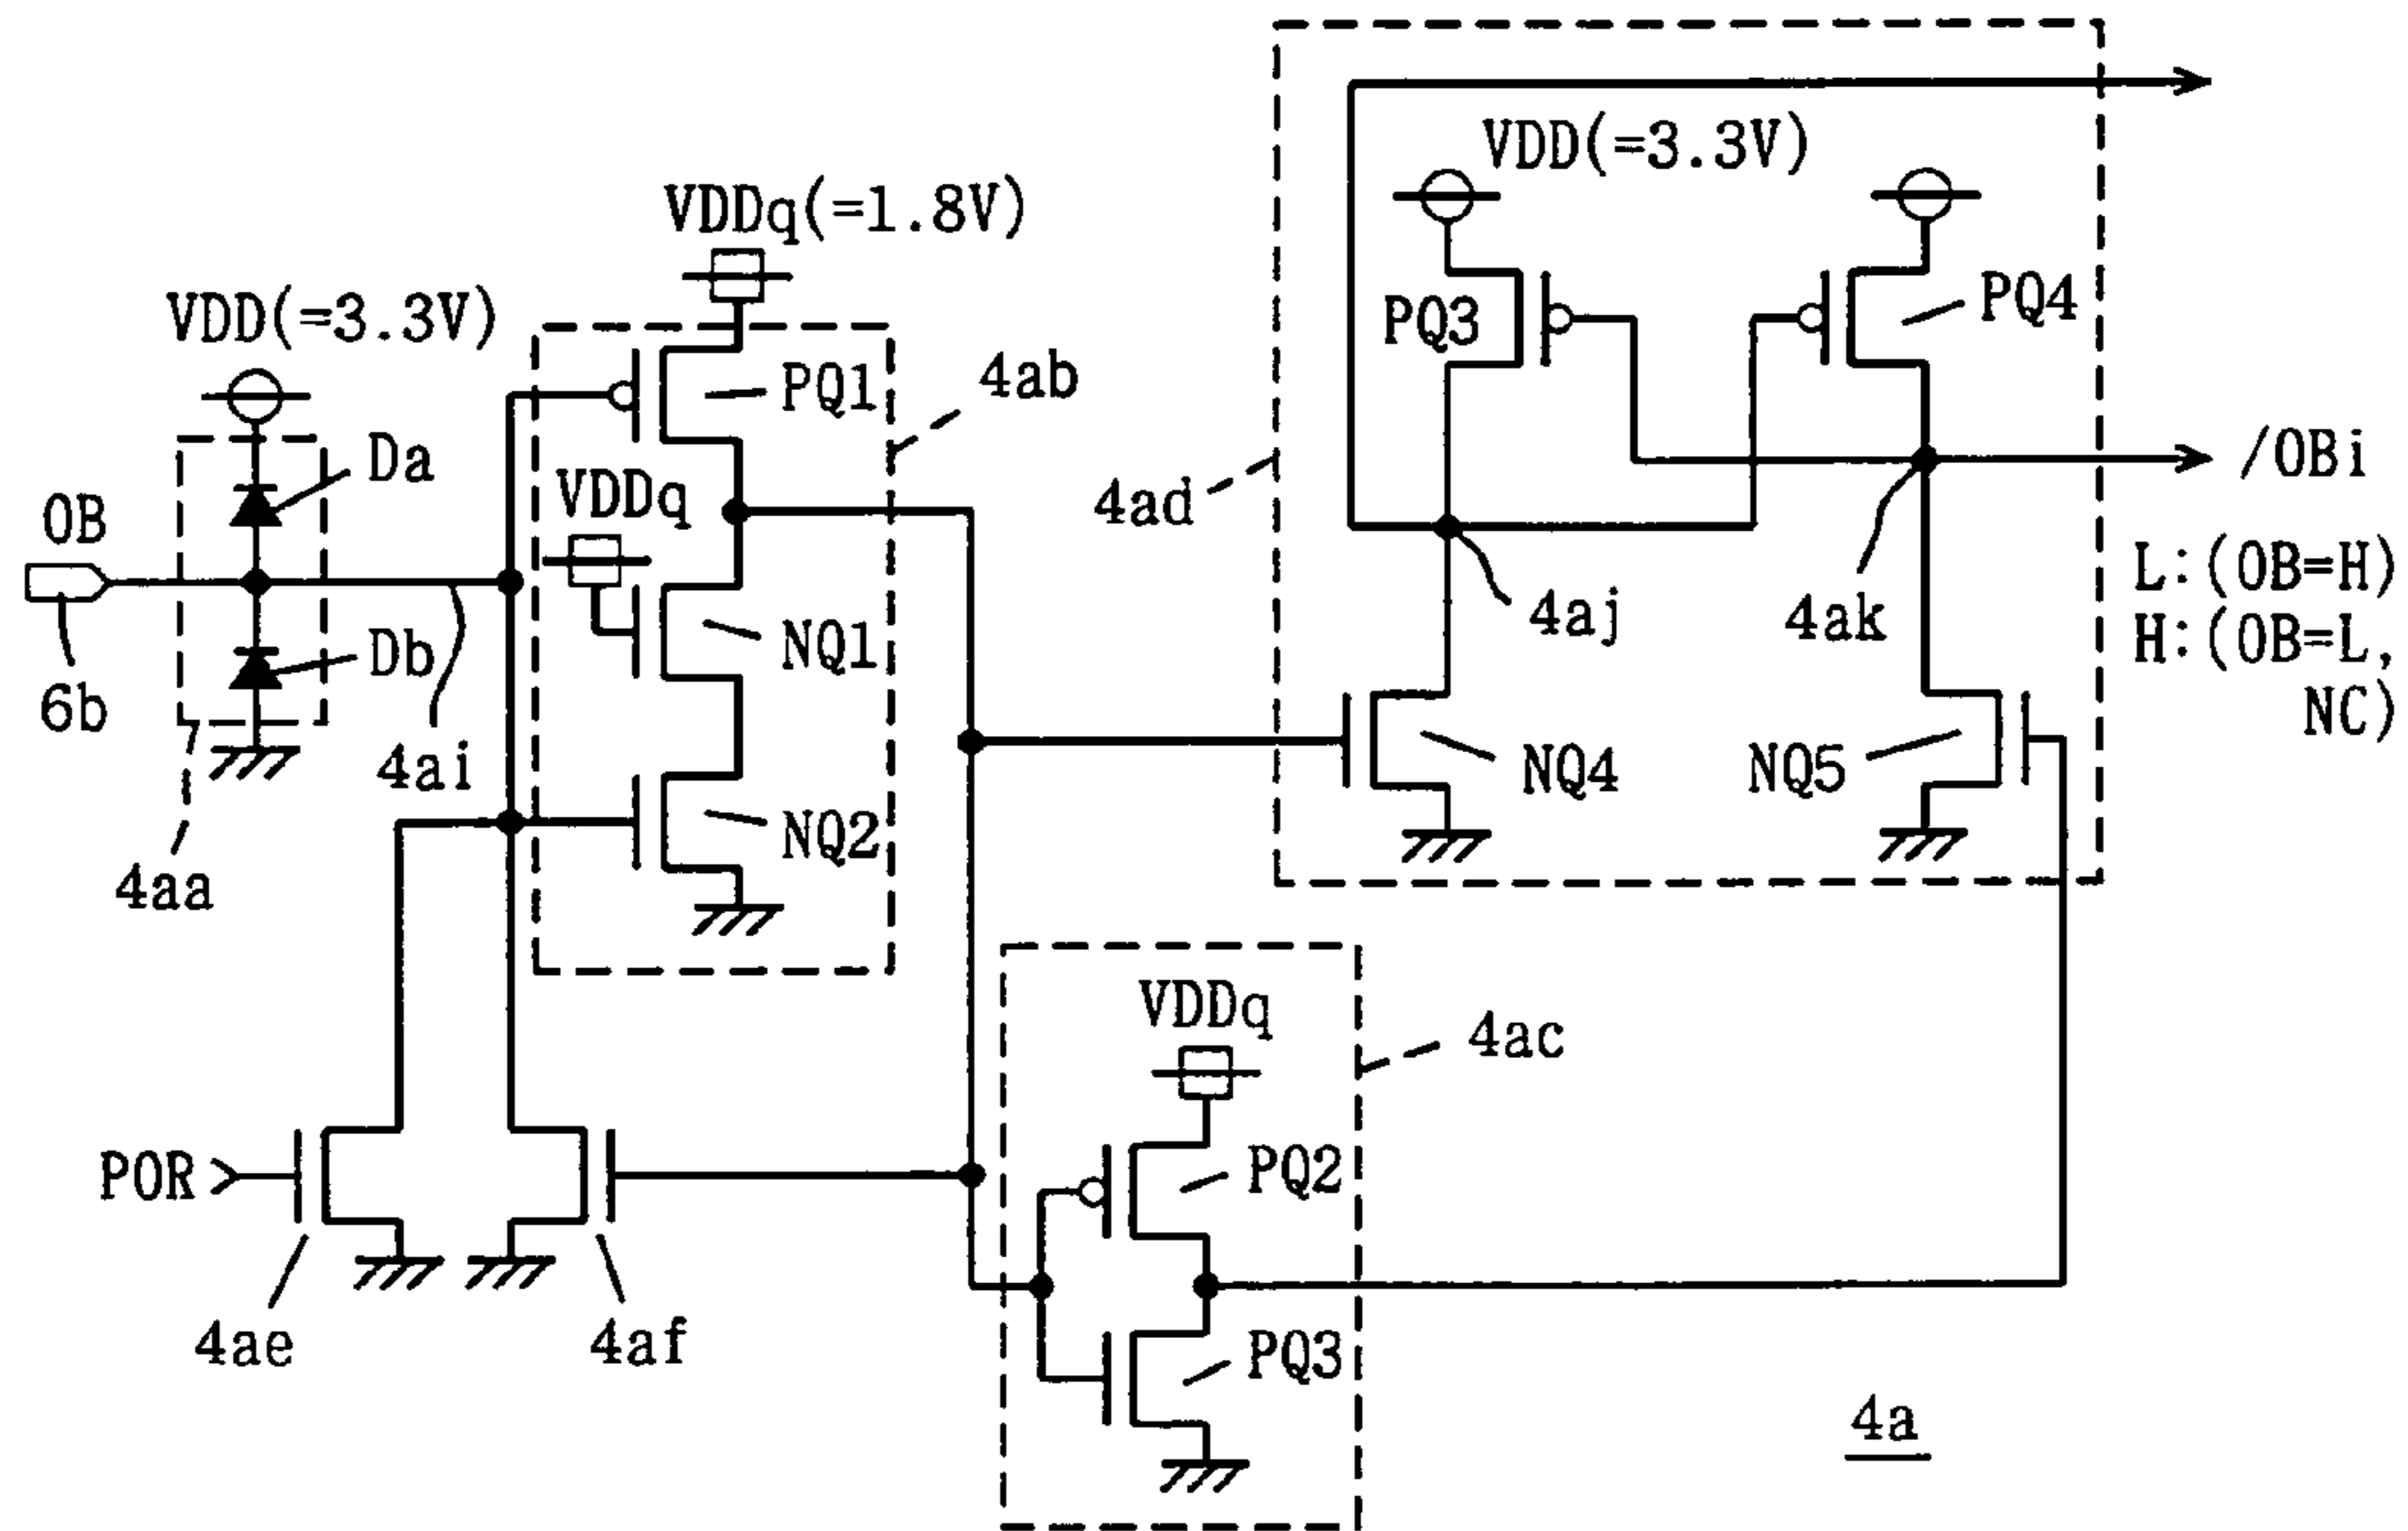 VDD(=3.3V)
VDDq(=1.8V)
VDD(=3.3V)
PQ3
PQ4
PQ1
4ab
Da
VDDq
4ad
/OBi
OB
L:(OB=H)
H:(OB=L,
NC)
4aj
4ak
NQ1
Db
6b
4ai
NQ4
NQ5
NQ2
4aa
VDDq
4ac
POR
PQ2
4ae
4af
PQ3
4a